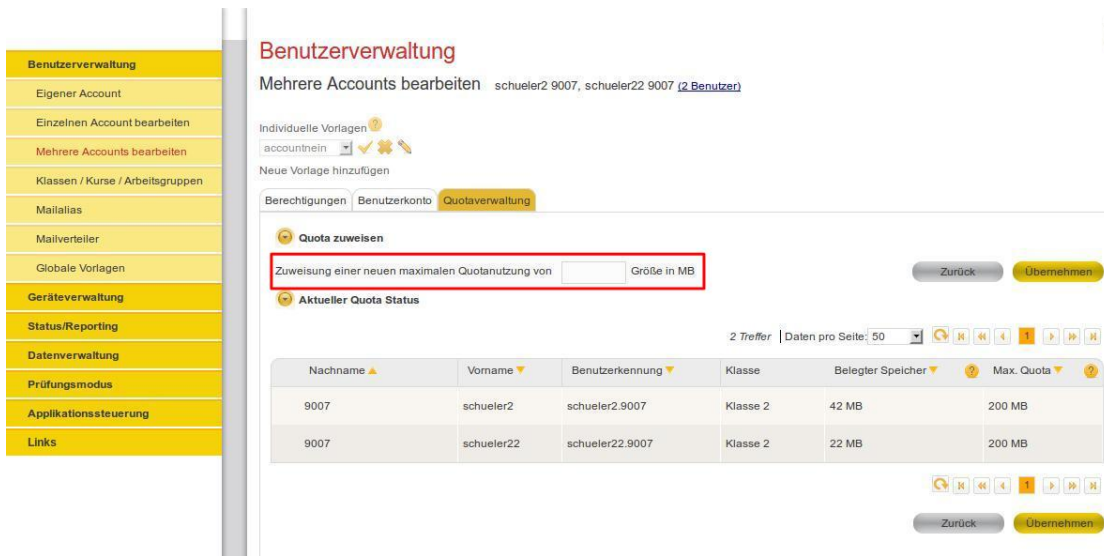 Benutzerverwaltung
Eigener Account
Einzelnen Account bearbeiten
Mehrere Accounts bearbeiten
Klassen / Kurse / Arbeitsgruppen
Mailalias
Mailverteiler
Globale Vorlagen
Geräteverwaltung
Status/Reporting
Datenverwaltung
Prüfungsmodus
Applikationssteuerung
Links
Benutzerverwaltung
Mehrere Accounts bearbeiten schueler2 9007, schueler22 9007 (2 Benutzer)
Individuelle Vorlagen ?
accountnein
Neue Vorlage hinzufügen
Berechtigungen Benutzerkonto Quotaverwaltung
Quota zuweisen
Zuweisung einer neuen maximalen Quotanutzung von Größe in MB
Zurück Übernehmen
Aktueller Quota Status
2 Treffer Daten pro Seite: 50 1
Nachname Vorname Benutzerkennung Klasse Belegter Speicher ? Max. Quota ?
9007 schueler2 schueler2.9007 Klasse 2 42 MB 200 MB
9007 schueler22 schueler22.9007 Klasse 2 22 MB 200 MB
1
Zurück Übernehmen